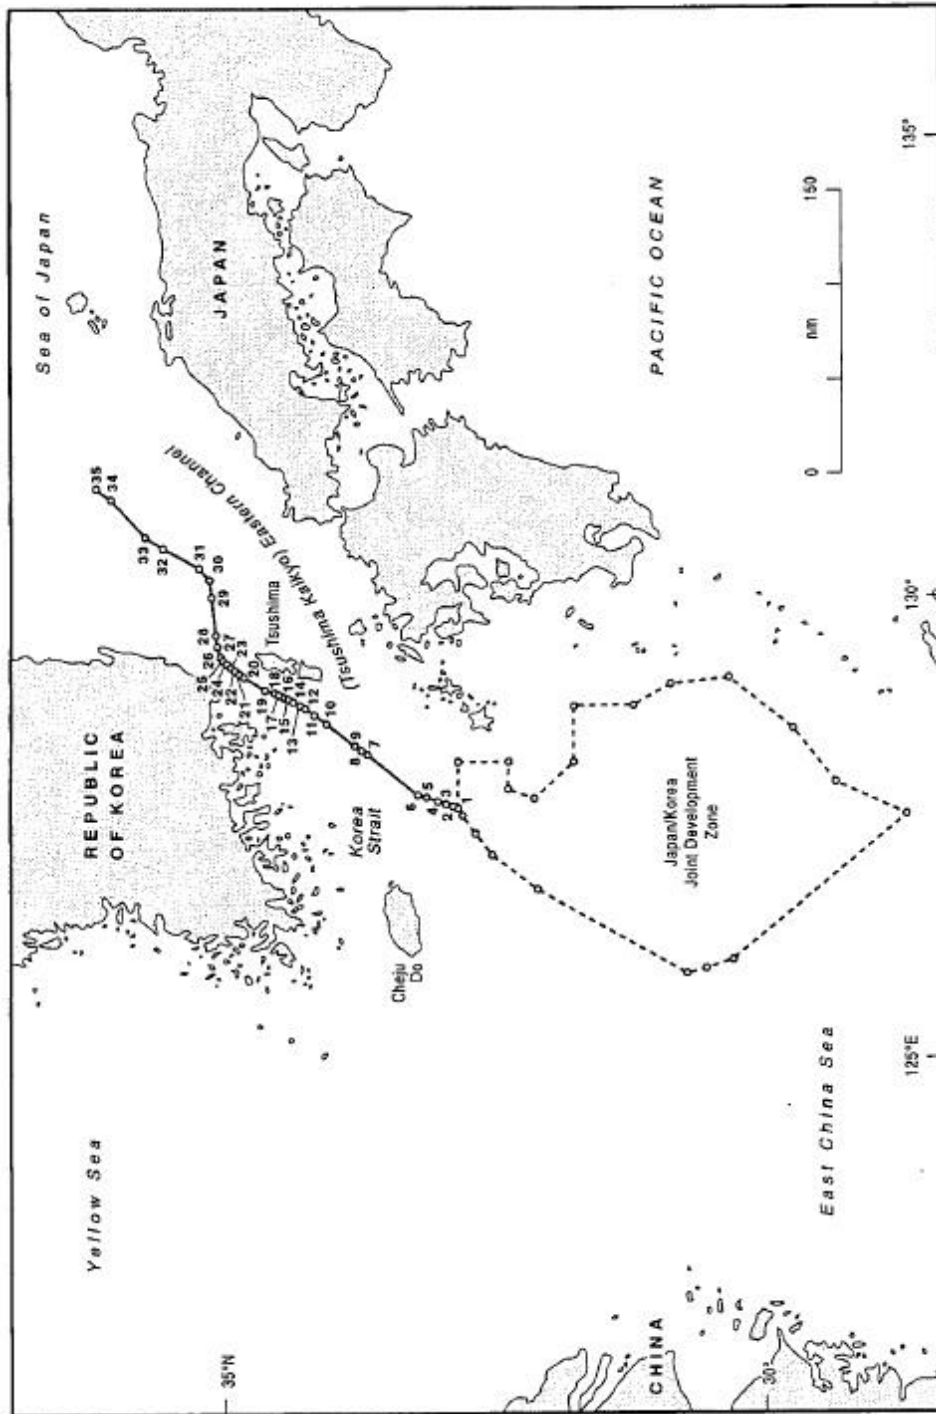 Yellow Sea
Sea of Japan
REPUBLIC
OF KOREA
JAPAN
35
34
33
32
31
30
29
28
27
26
25
24
23
22
21
20
19
18
17
16
15
14
13
12
11
10
9
8
7
6
5
4
3
2
1
Tsushima
(Tsushima Kaikyo) Eastern Channel
Korea
Strait
Cheju
Do
35°N
30°
CHINA
Japan/Korea
Joint Development
Zone
PACIFIC OCEAN
East China Sea
0
nm
150
125°E
130°
135°